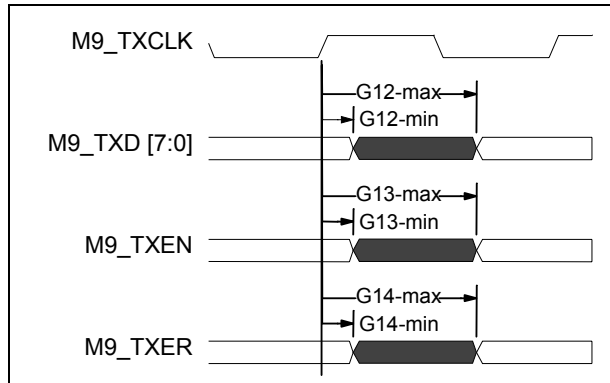 M9_TXCLK
G12-max
G12-min
M9_TXD [7:0]
G13-max
G13-min
M9_TXEN
G14-max
G14-min
M9_TXER